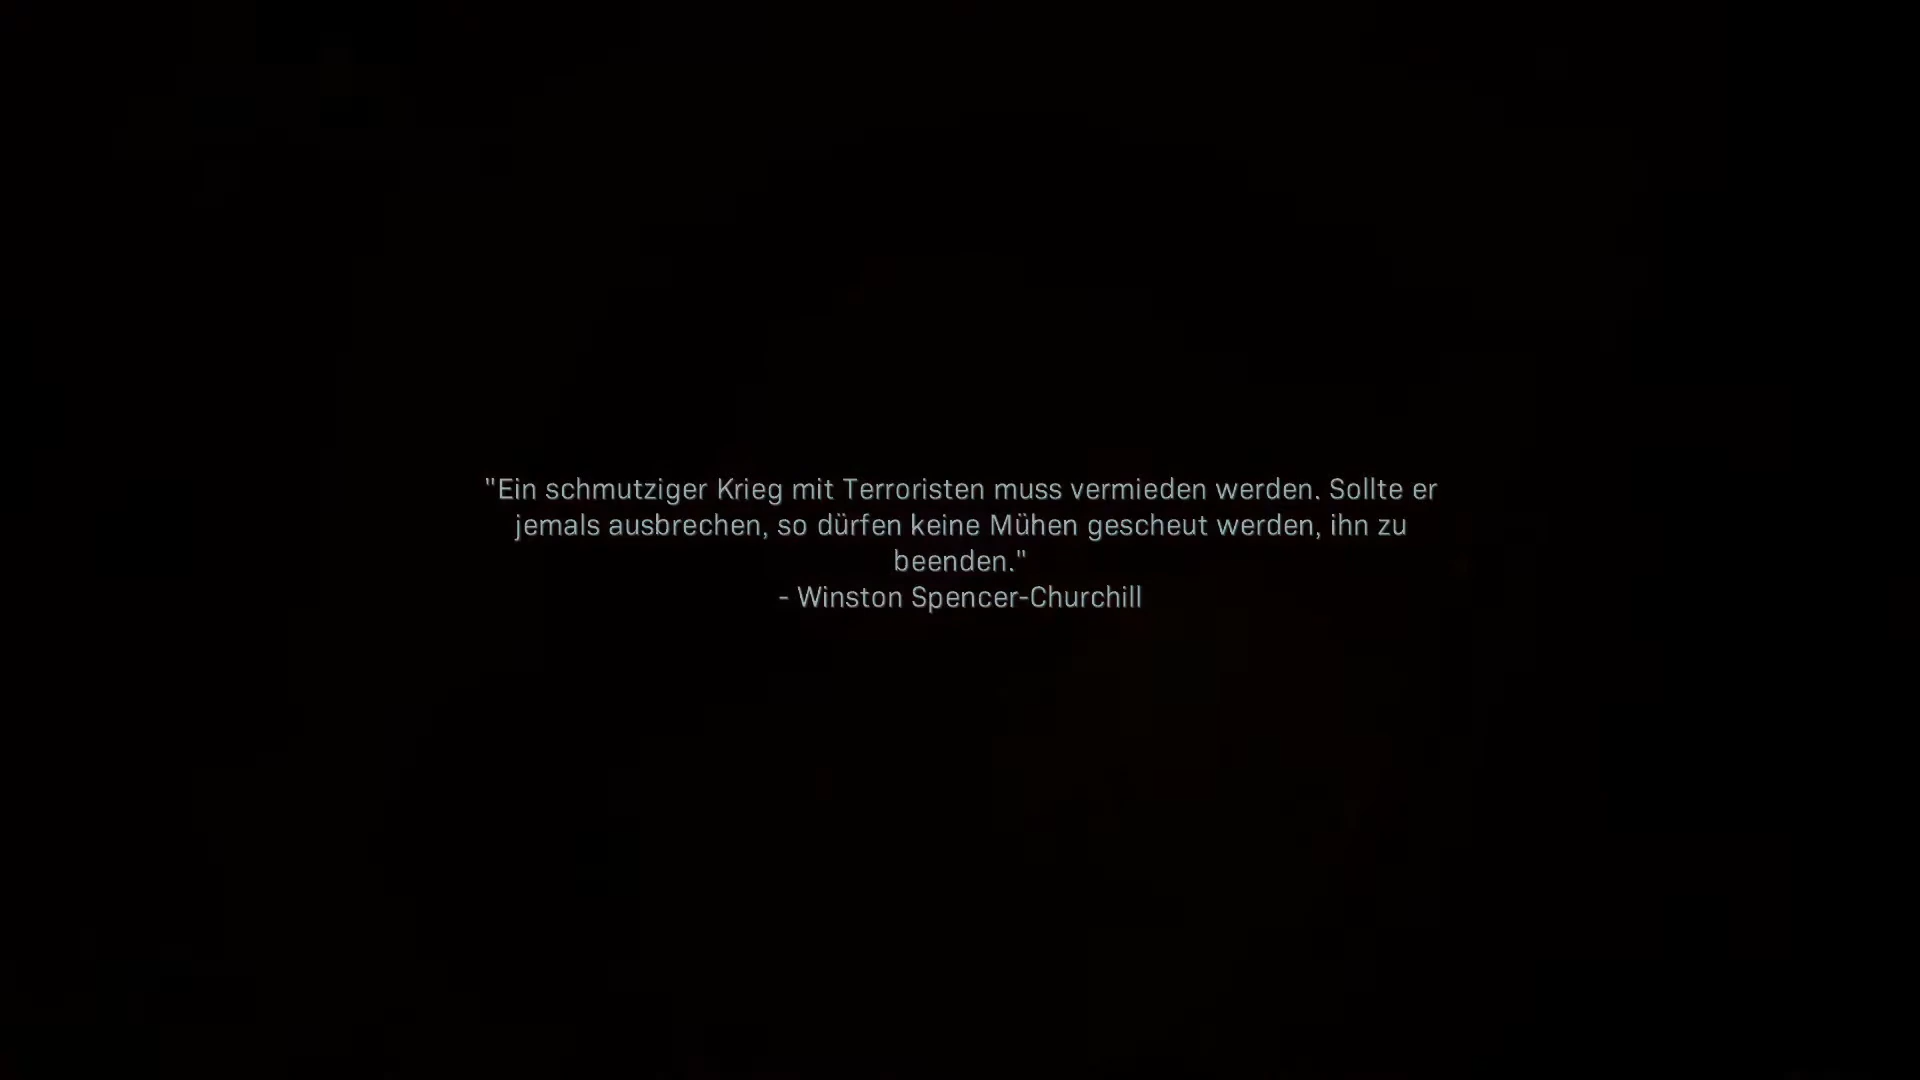 "Ein schmutziger Krieg mit Terroristen muss vermieden werden. Sollte er
jemals ausbrechen, so dürfen keine Mühen gescheut werden, ihn zu
beenden."
- Winston Spencer-Churchill